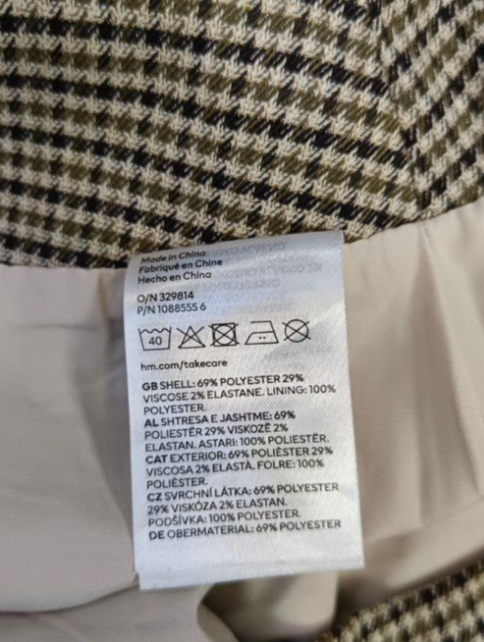 Made in China
Fabriqué en Chine
Hecho en China
O/N 329814
P/N 1088555 6
40
hm.com/takecare
GB SHELL: 69% POLYESTER 29%
VISCOSE 2% ELASTANE. LINING: 100%
POLYESTER.
AL SHTRESA E JASHTME: 69%
POLIESTËR 29% VISKOZË 2%
ELASTAN. ASTARI: 100% POLIESTËR.
CAT EXTERIOR: 69% POLIÈSTER 29%
VISCOSA 2% ELASTÀ. FOLRE: 100%
POLIÈSTER.
CZ SVRCHNÍ LÁTKA: 69% POLYESTER
29% VISKÓZA 2% ELASTAN.
PODŠÍVKA: 100% POLYESTER.
DE OBERMATERIAL: 69% POLYESTER